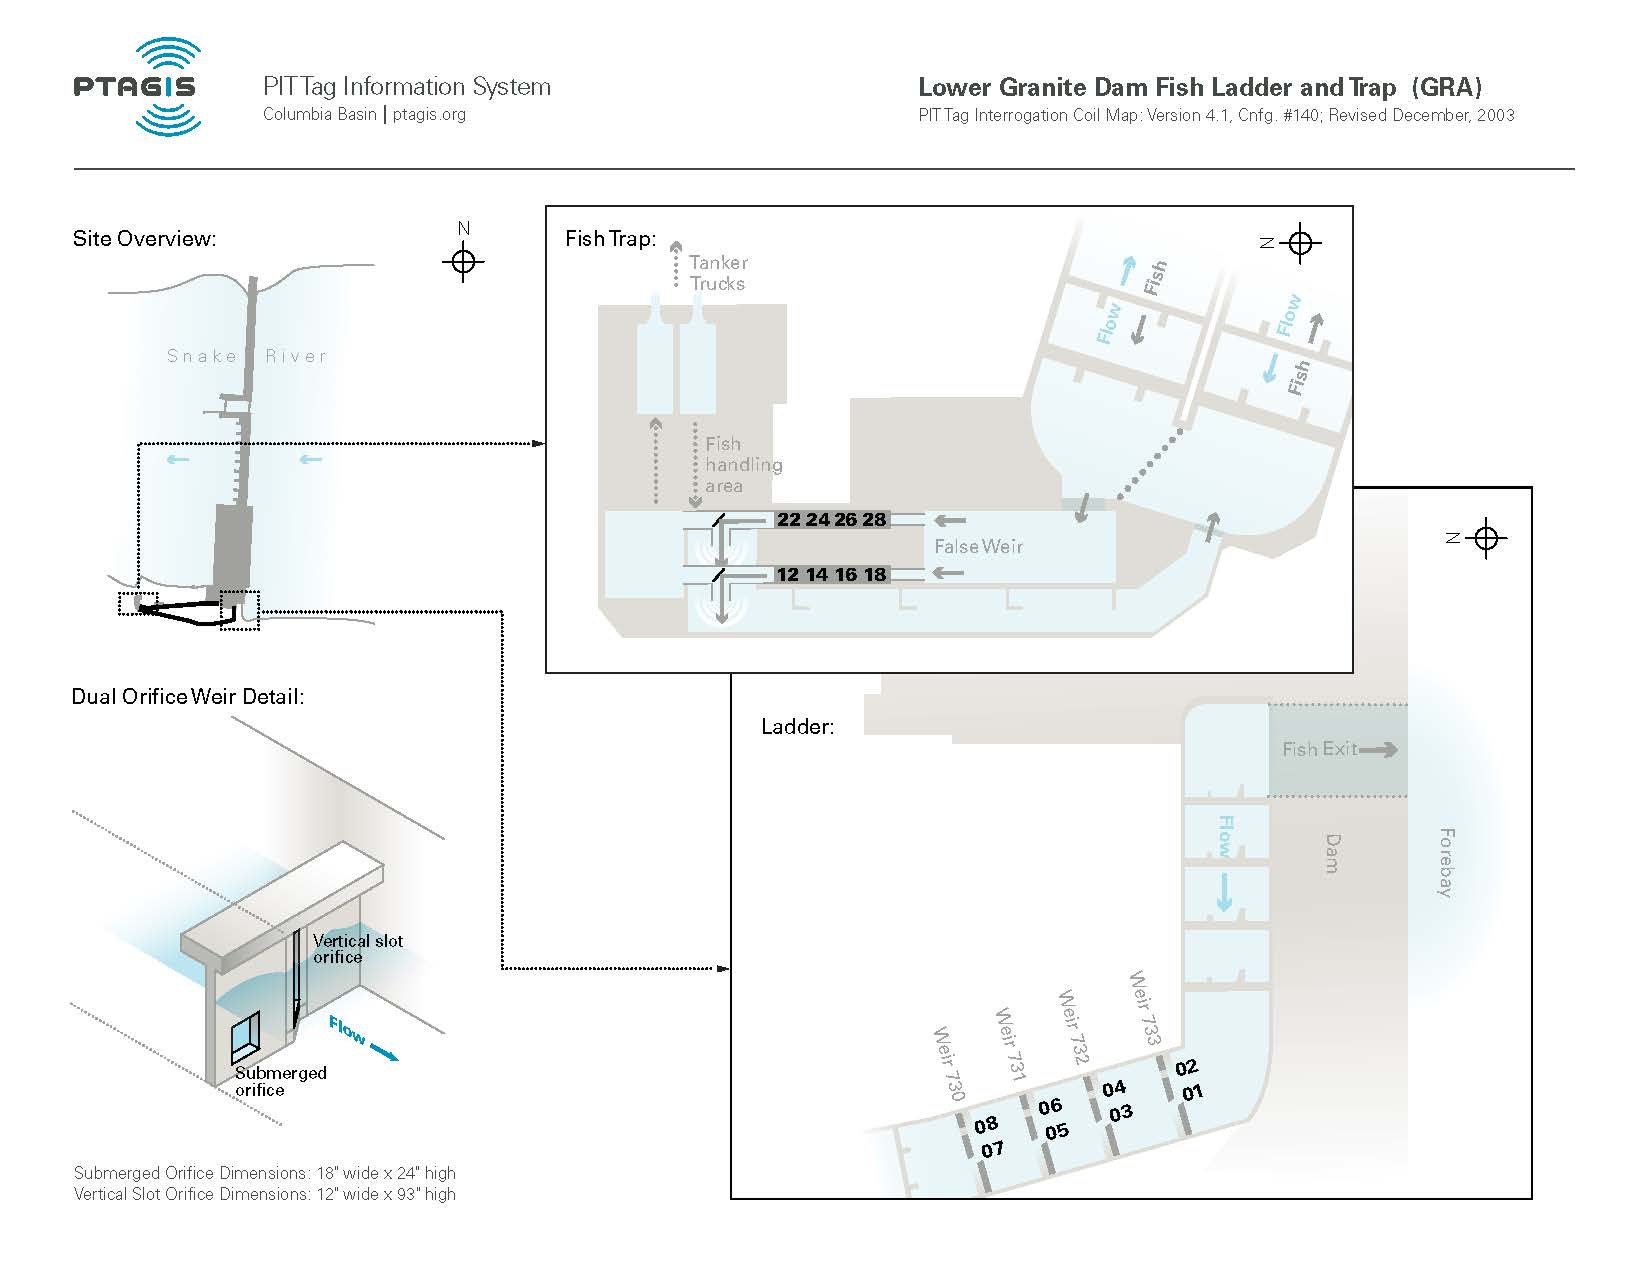 PTAGIS
PIT Tag Information System
Columbia Basin | ptagis.org
Lower Granite Dam Fish Ladder and Trap (GRA)
PIT Tag Interrogation Coil Map: Version 4.1, Cnfg. #140; Revised December, 2003
Site Overview:
N
Snake River
Fish Trap:
Tanker
Trucks
N
Flow
Fish
Flow
Fish
Fish
handling
area
22 24 26 28
False Weir
12 14 16 18
Dual Orifice Weir Detail:
Vertical slot
orifice
Flow
Submerged
orifice
Submerged Orifice Dimensions: 18" wide x 24" high
Vertical Slot Orifice Dimensions: 12" wide x 93" high
Ladder:
N
Fish Exit
Flow
Dam
Forebay
Weir 730
Weir 731
Weir 732
Weir 733
08
07
06
05
04
03
02
01